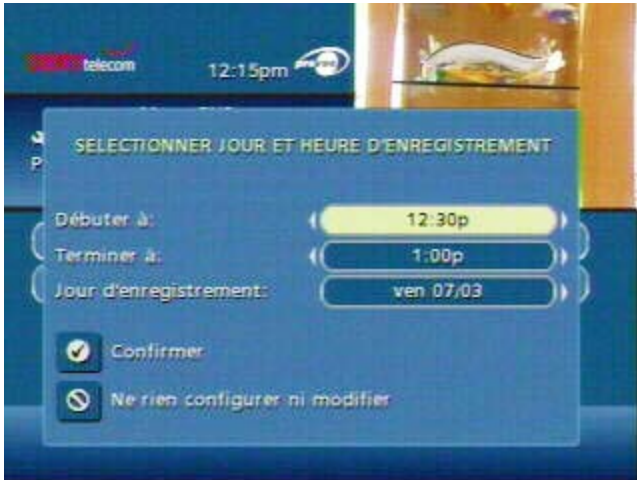 telecom
12:15pm
SELECTIONNER JOUR ET HEURE D'ENREGISTREMENT
Débuter à: 12:30p
Terminer à: 1:00p
Jour d'enregistrement: ven 07/03
Confirmer
Ne rien configurer ni modifier